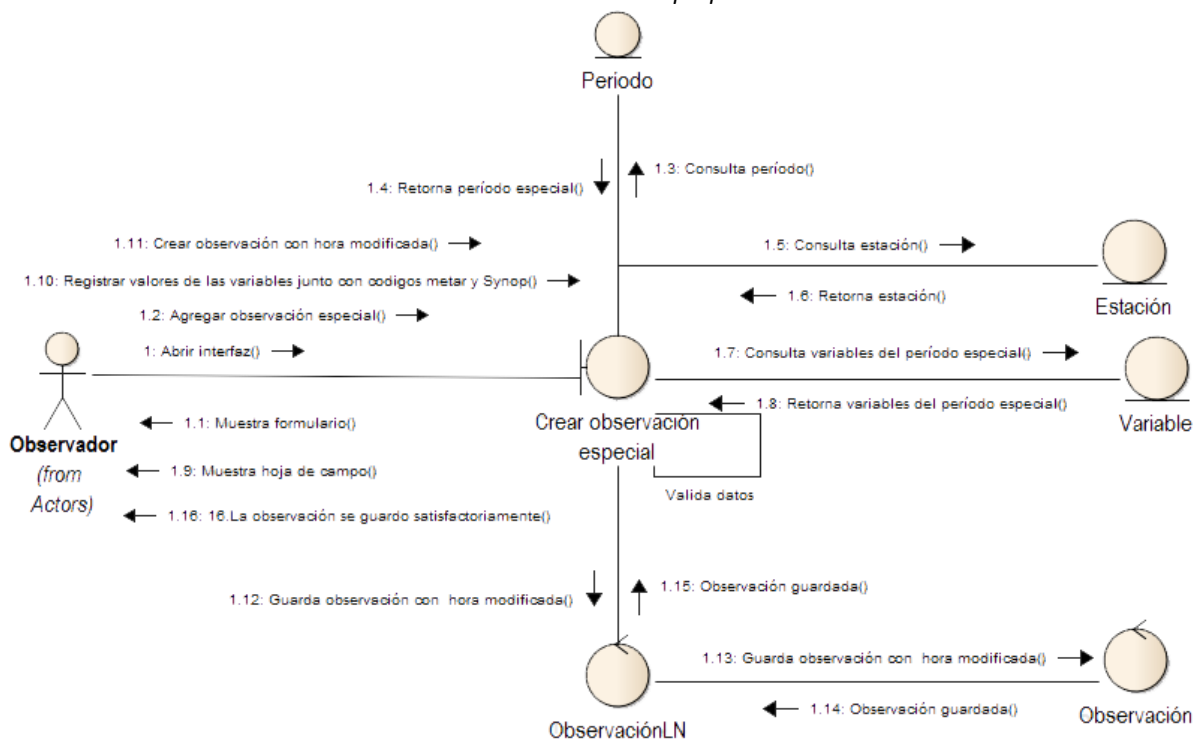 Período
1.3: Consulta período()
1.4: Retorna período especial()
1.11: Crear observación con hora modificada()
1.5: Consulta estación()
1.10: Registrar valores de las variables junto con codigos metar y Synop()
1.6: Retorna estación()
Estación
1.2: Agregar observación especial()
1: Abrir interfaz()
1.7: Consulta variables del período especial()
1.8: Retorna variables del período especial()
1.1: Muestra formulario()
Crear observación
especial
Variable
Observador
(from
Actors)
1.9: Muestra hoja de campo()
Valida datos
1.16: 16.La observación se guardo satisfactoriamente()
1.15: Observación guardada()
1.12: Guarda observación con  hora modificada()
1.13: Guarda observación con  hora modificada()
1.14: Observación guardada()
ObservaciónLN
Observación